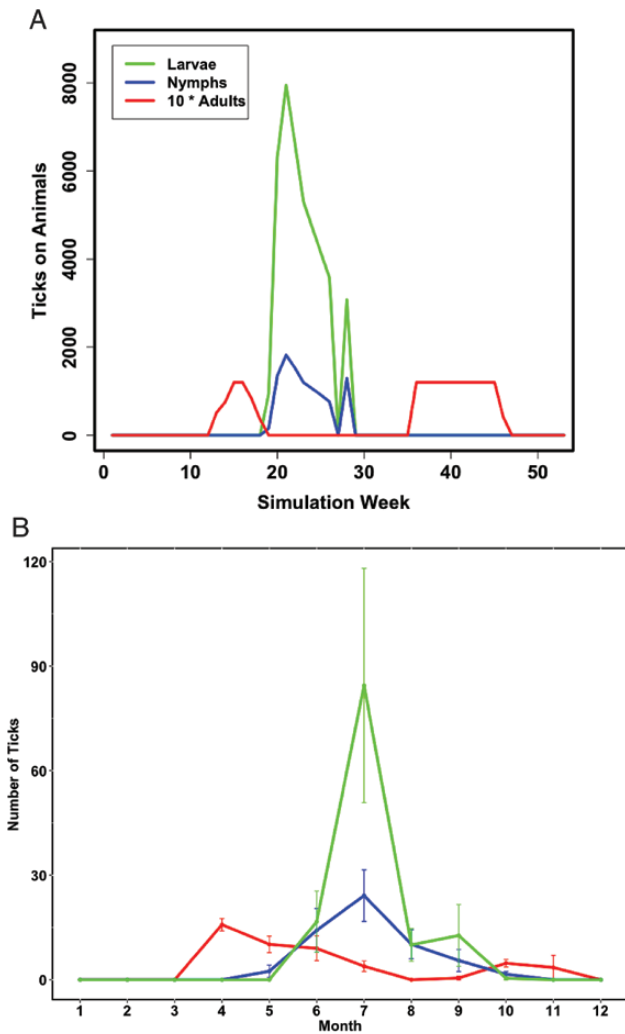 A
Larvae
Nymphs
10 * Adults
Ticks on Animals
8000
6000
4000
2000
0
0 10 20 30 40 50
Simulation Week
B
Number of Ticks
120
90
60
30
0
1 2 3 4 5 6 7 8 9 10 11 12
Month